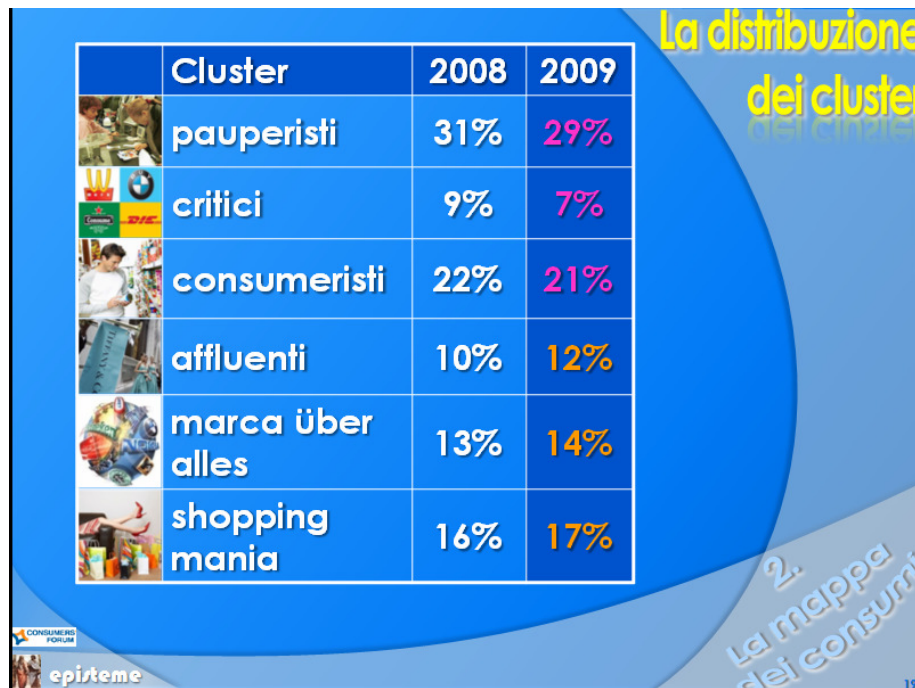 La distribuzione
dei cluster
Cluster 2008 2009
pauperisti 31% 29%
critici 9% 7%
consumeristi 22% 21%
affluenti 10% 12%
marca über
alles 13% 14%
shopping
mania 16% 17%
2.
La mappa
dei consumi
CONSUMERS
FORUM
episteme